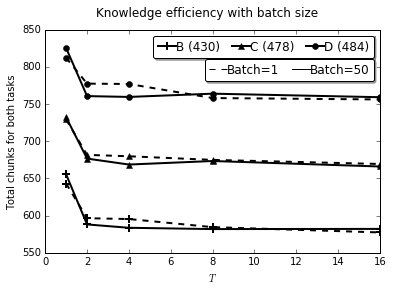 Knowledge efficiency with batch size
Total chunks for both tasks
850
800
750
700
650
600
550
B (430) C (478) D (484)
Batch=1 Batch=50
0 2 4 6 8 10 12 14 16
T